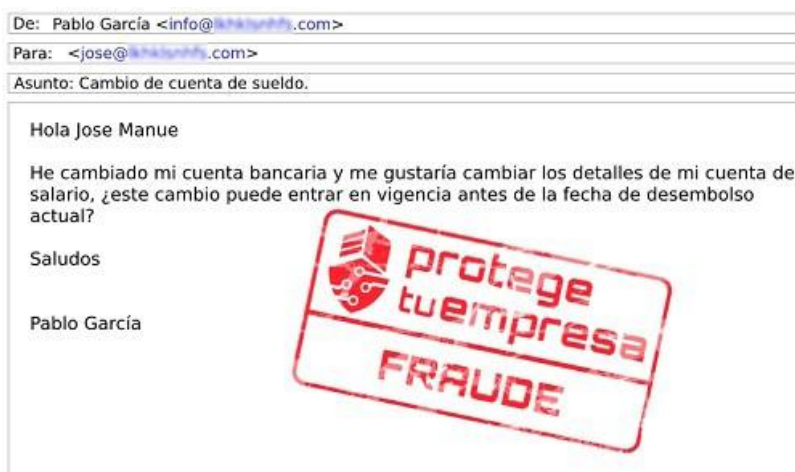 De: Pablo García <info@ .com>
Para: <jose@ .com>
Asunto: Cambio de cuenta de sueldo.
Hola Jose Manue
He cambiado mi cuenta bancaria y me gustaría cambiar los detalles de mi cuenta de
salario, ¿este cambio puede entrar en vigencia antes de la fecha de desembolso
actual?
Saludos
Pablo García
protege
tuempresa
FRAUDE